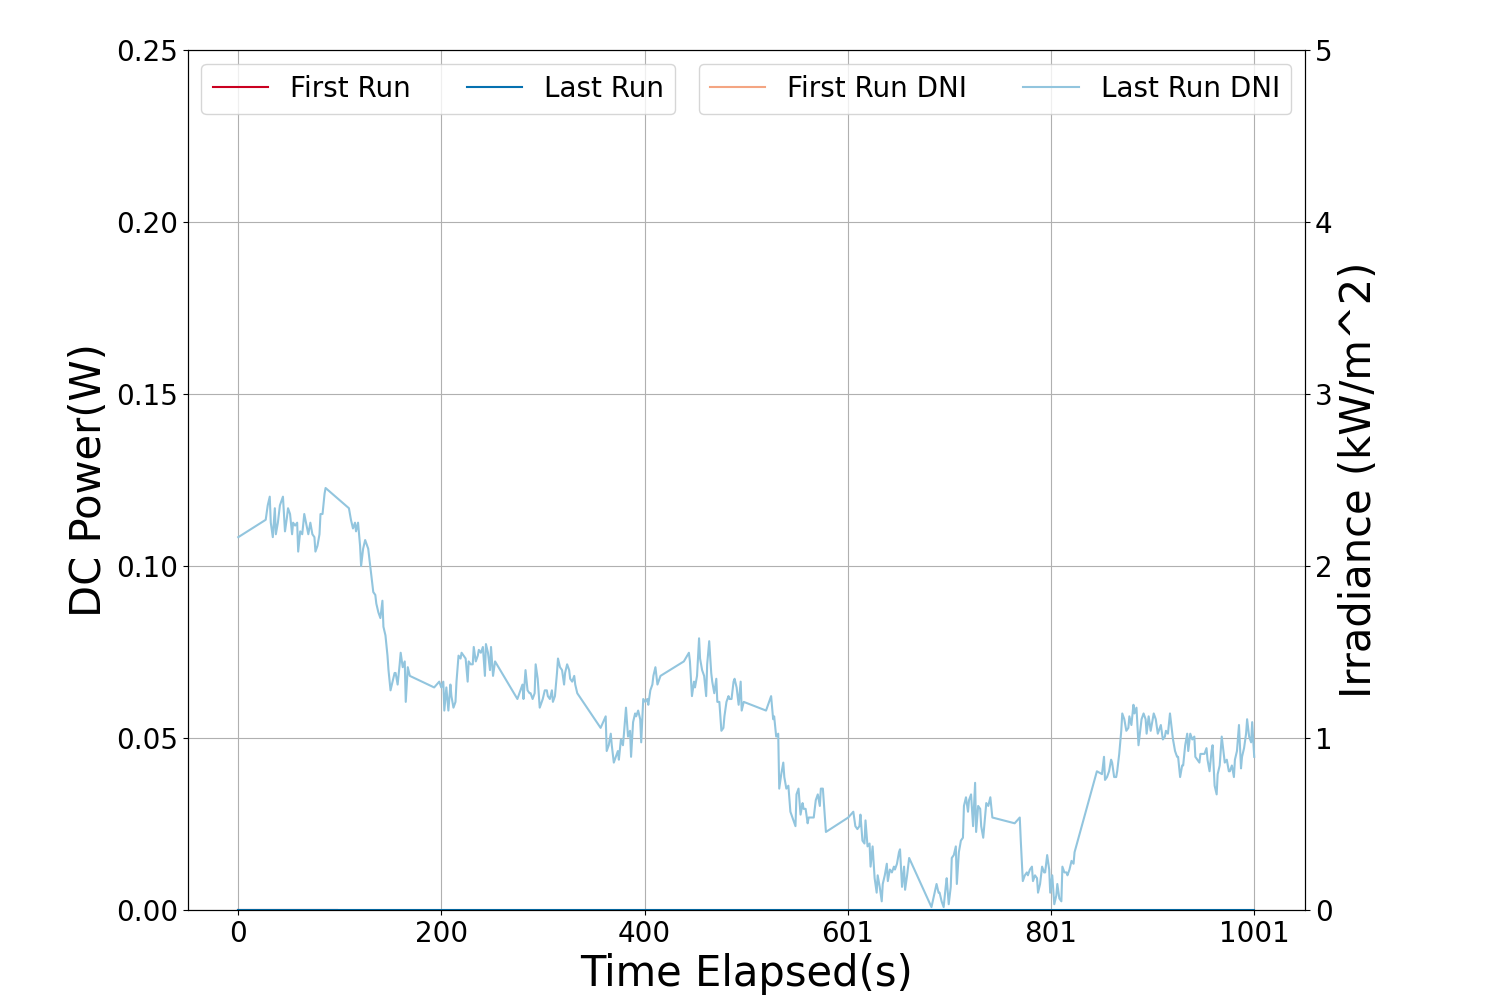 First Run
Last Run
First Run DNI
Last Run DNI
DC Power(W)
0.25
0.20
0.15
0.10
0.05
0.00
Irradiance (kW/m^2)
5
4
3
2
1
0
0
200
400
601
801
1001
Time Elapsed(s)